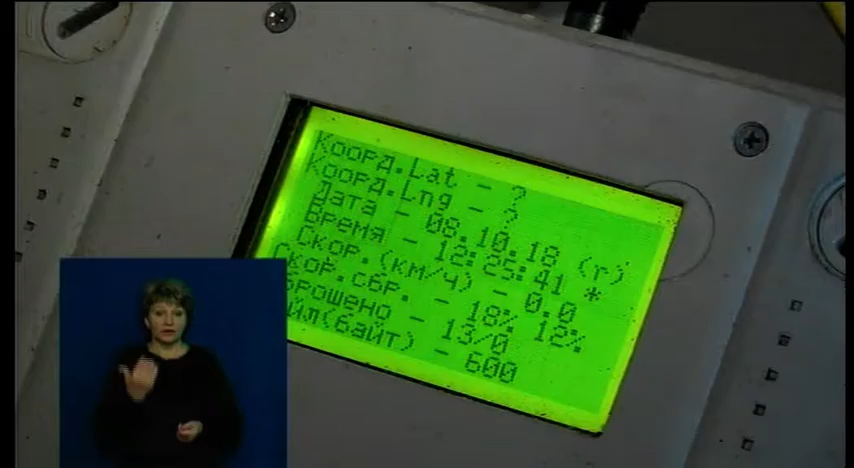 Коорд.Lat - ?
Коорд.Lng - ?
Дата - 08.10.18 (г)
Время - 12:25:41 *
Скор.(км/ч) - 0.0
Скор.сбр. - 18% 12%
брошено - 13/0
йл(байт) - 600